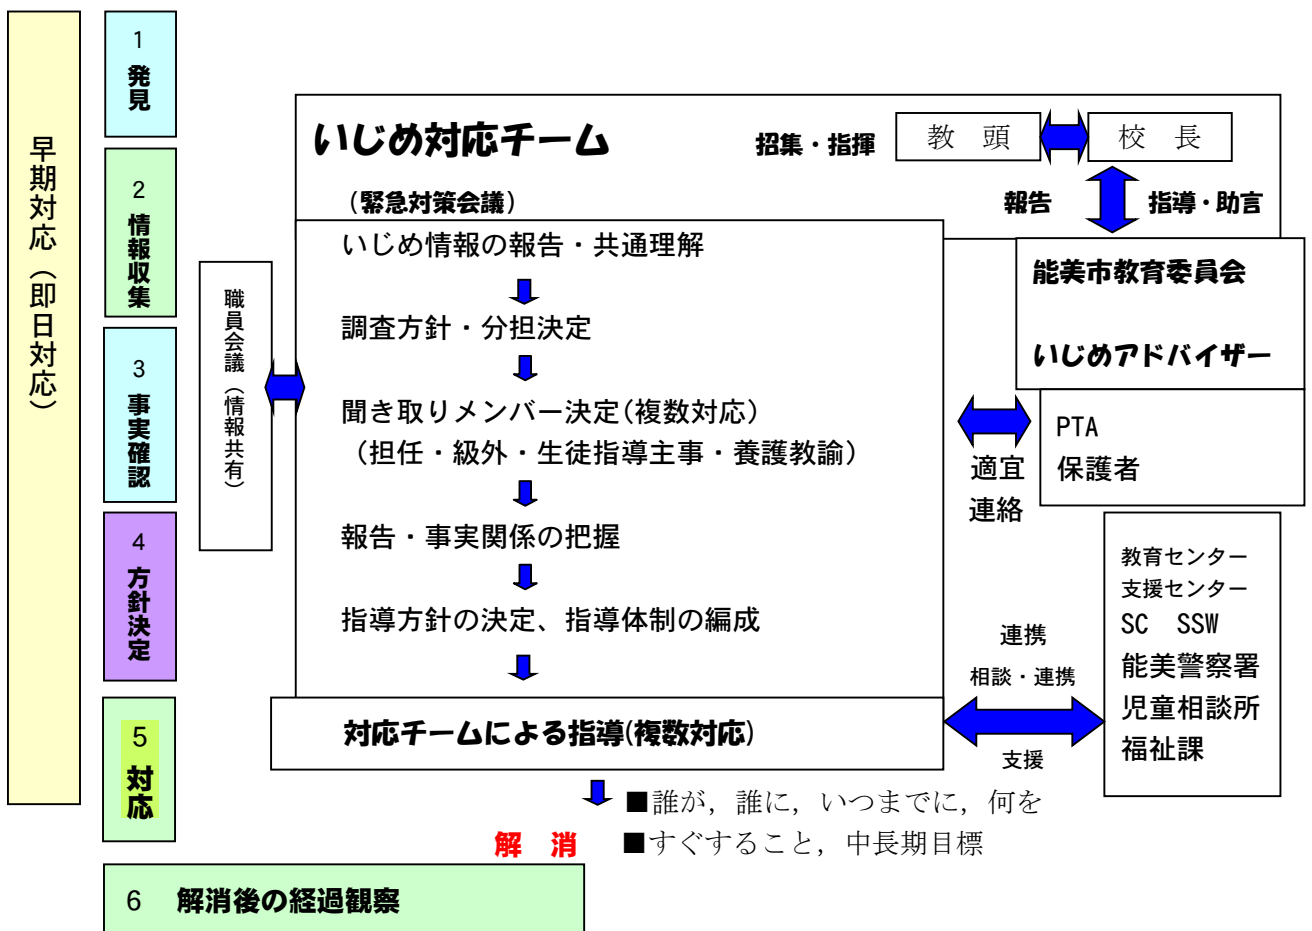 早期対応（即日対応）
1
発見
2
情報収集
3
事実確認
4
方針決定
5
対応
職員会議（情報共有）
いじめ対応チーム
招集・指揮
教　頭
校　長
（緊急対策会議）
報告
指導・助言
いじめ情報の報告・共通理解
調査方針・分担決定
聞き取りメンバー決定(複数対応）
（担任・級外・生徒指導主事・養護教諭）
報告・事実関係の把握
指導方針の決定、指導体制の編成
対応チームによる指導(複数対応)
能美市教育委員会
いじめアドバイザー
適宜
連絡
PTA
保護者
連携
相談・連携
支援
教育センター
支援センター
SC　SSW
能美警察署
児童相談所
福祉課
■誰が，誰に，いつまでに，何を
解　消
■すぐすること，中長期目標
6　解消後の経過観察